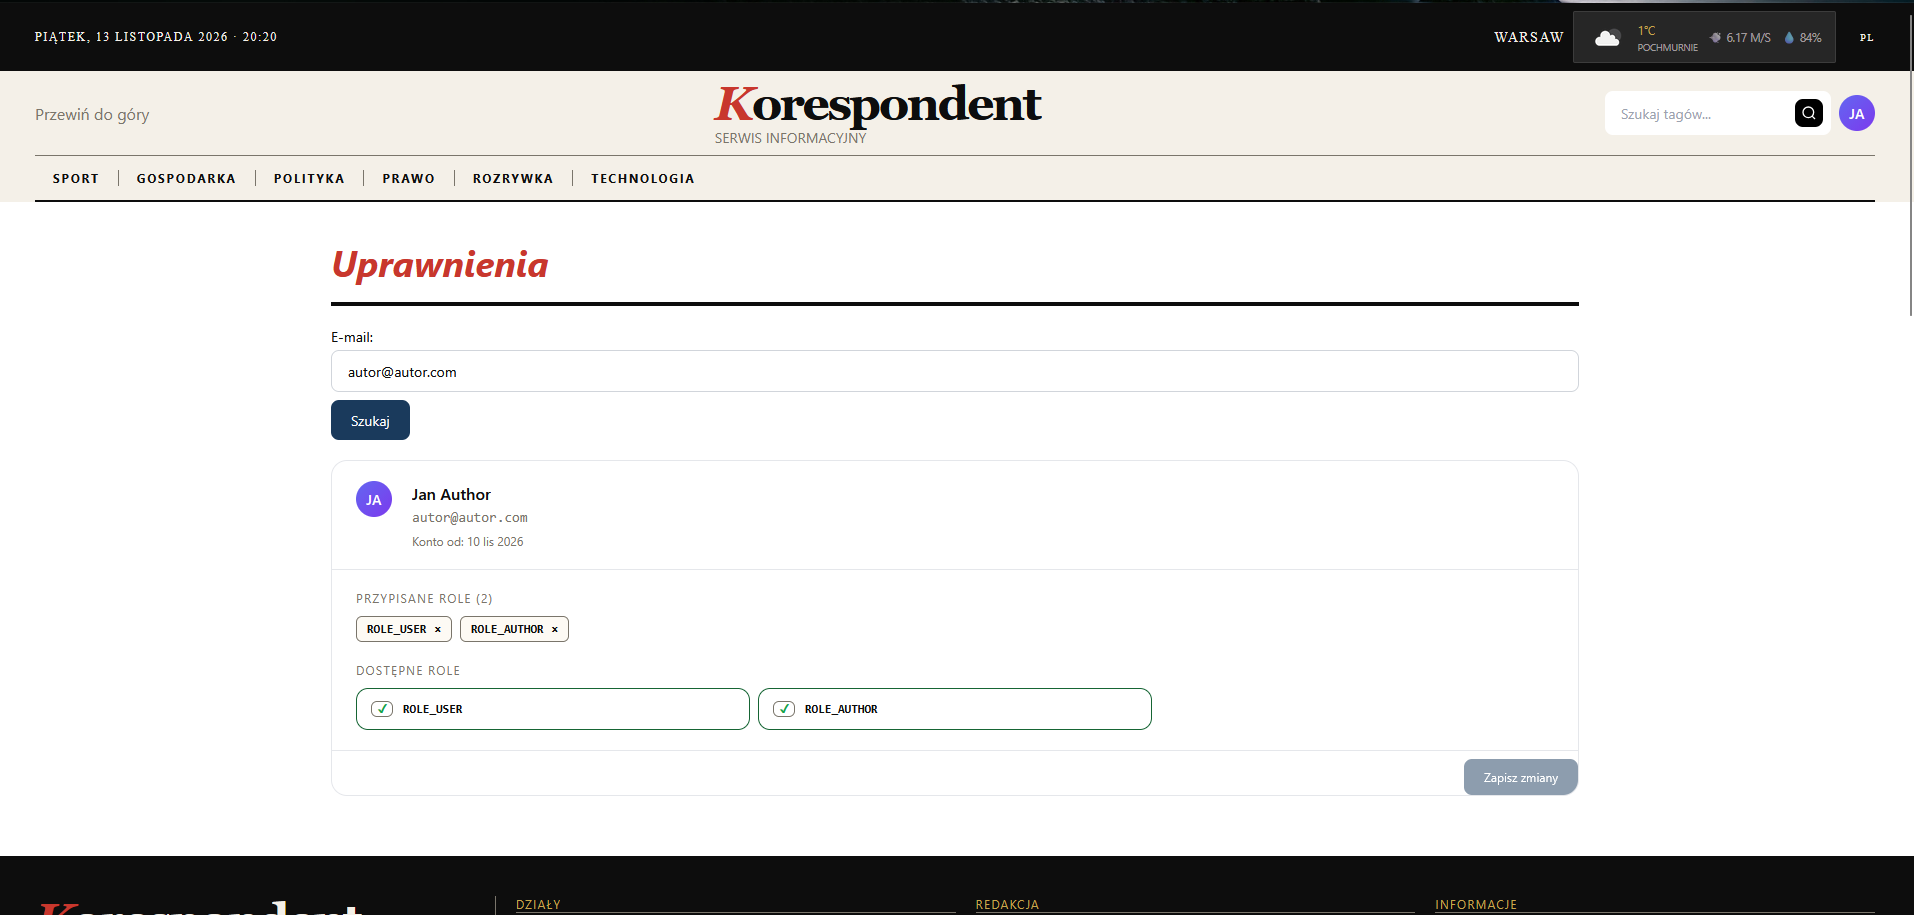 PIĄTEK, 13 LISTOPADA 2026 · 20:20
WARSAW
1°C
POCHMURNIE
6.17 M/S
84%
PL
Przewiń do góry
Korespondent
SERWIS INFORMACYJNY
Szukaj tagów...
JA
SPORT
GOSPODARKA
POLITYKA
PRAWO
ROZRYWKA
TECHNOLOGIA
Uprawnienia
E-mail:
autor@autor.com
Szukaj
JA
Jan Author
autor@autor.com
Konto od: 10 lis 2026
PRZYPISANE ROLE (2)
ROLE_USER ×
ROLE_AUTHOR ×
DOSTĘPNE ROLE
ROLE_USER
ROLE_AUTHOR
Zapisz zmiany
Korespondent
DZIAŁY
REDAKCJA
INFORMACJE